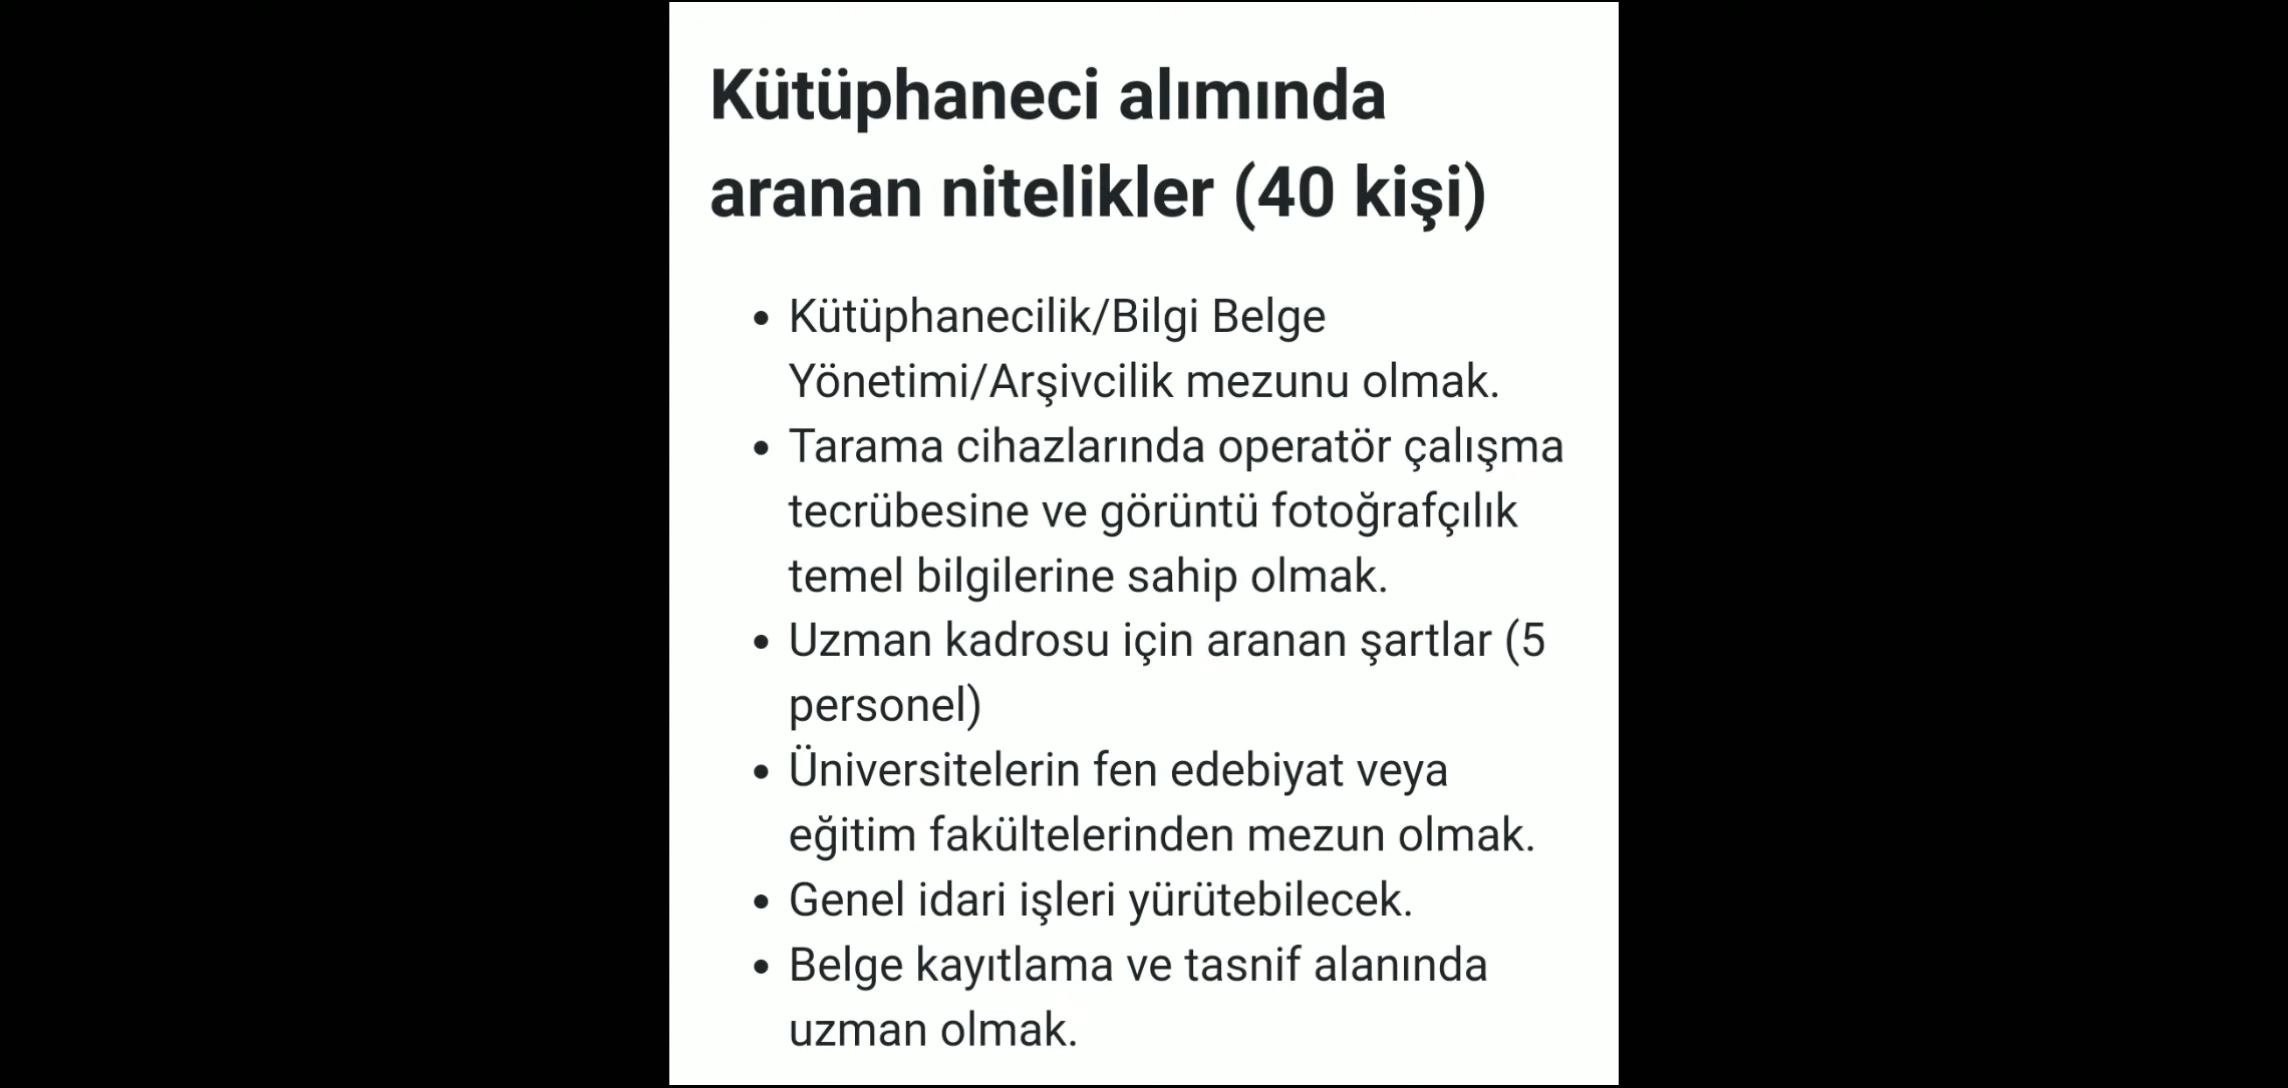 Kütüphaneci alımında
aranan nitelikler (40 kişi)
• Kütüphanecilik/Bilgi Belge
Yönetimi/Arşivcilik mezunu olmak.
• Tarama cihazlarında operatör çalışma
tecrübesine ve görüntü fotoğrafçılık
temel bilgilerine sahip olmak.
• Uzman kadrosu için aranan şartlar (5
personel)
• Üniversitelerin fen edebiyat veya
eğitim fakültelerinden mezun olmak.
• Genel idari işleri yürütebilecek.
• Belge kayıtlama ve tasnif alanında
uzman olmak.